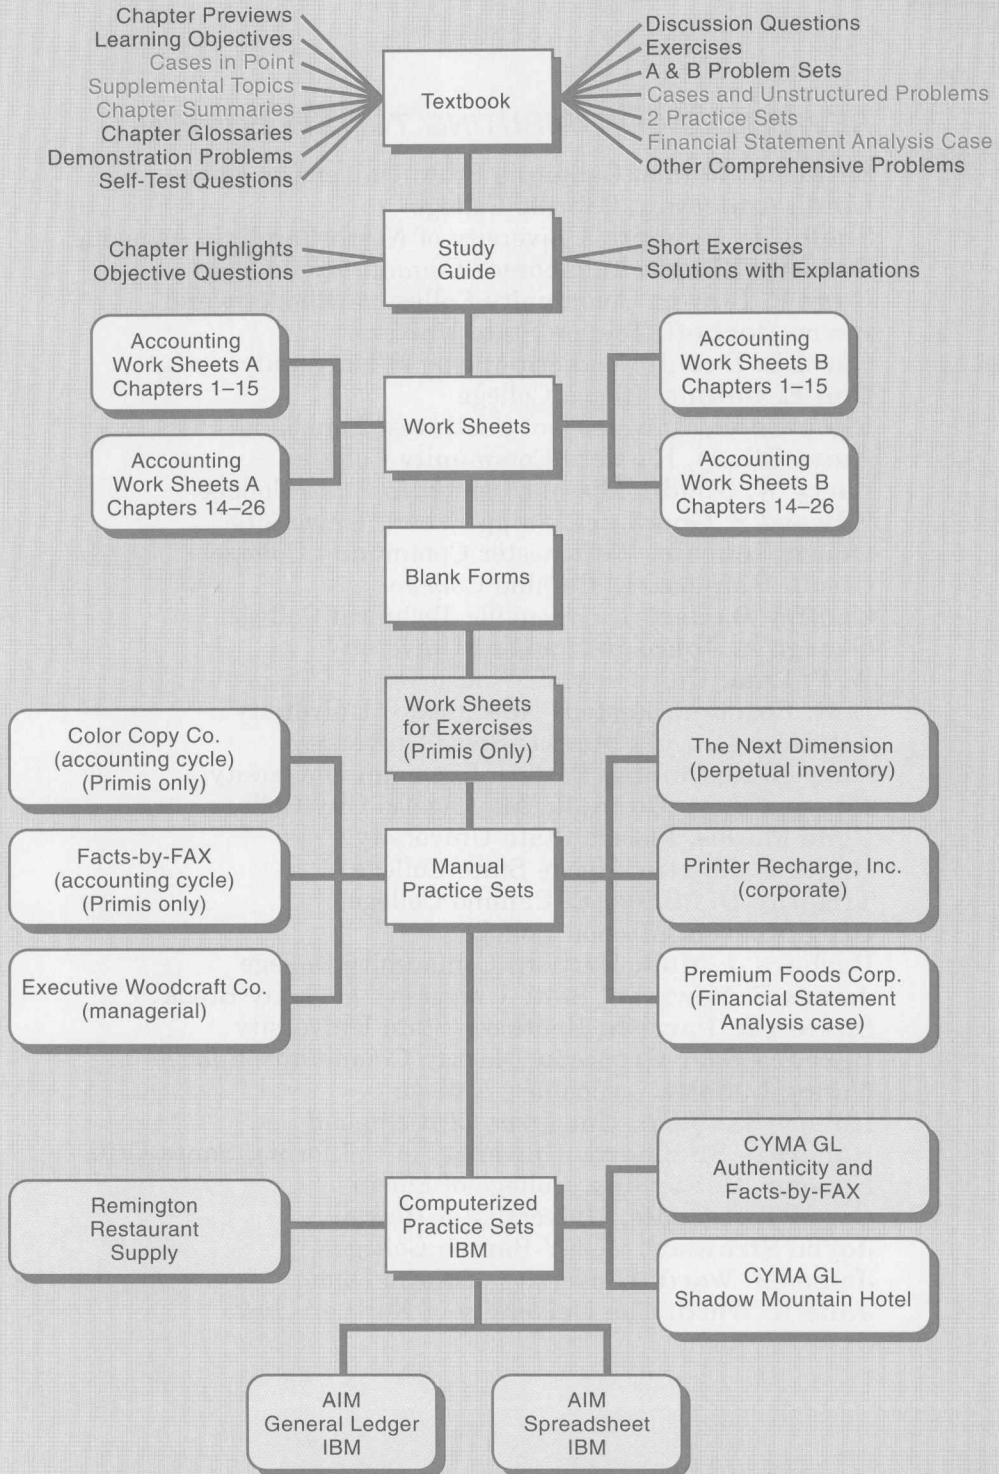 Chapter Previews
Learning Objectives
Cases in Point
Supplemental Topics
Chapter Summaries
Chapter Glossaries
Demonstration Problems
Self-Test Questions
Textbook
Discussion Questions
Exercises
A & B Problem Sets
Cases and Unstructured Problems
2 Practice Sets
Financial Statement Analysis Case
Other Comprehensive Problems
Chapter Highlights
Objective Questions
Study
Guide
Short Exercises
Solutions with Explanations
Accounting
Work Sheets A
Chapters 1–15
Accounting
Work Sheets A
Chapters 14–26
Work Sheets
Accounting
Work Sheets B
Chapters 1–15
Accounting
Work Sheets B
Chapters 14–26
Blank Forms
Work Sheets
for Exercises
(Primis Only)
Color Copy Co.
(accounting cycle)
(Primis only)
Facts-by-FAX
(accounting cycle)
(Primis only)
Executive Woodcraft Co.
(managerial)
Manual
Practice Sets
The Next Dimension
(perpetual inventory)
Printer Recharge, Inc.
(corporate)
Premium Foods Corp.
(Financial Statement
Analysis case)
Remington
Restaurant
Supply
Computerized
Practice Sets
IBM
CYMA GL
Authenticity and
Facts-by-FAX
CYMA GL
Shadow Mountain Hotel
AIM
General Ledger
IBM
AIM
Spreadsheet
IBM